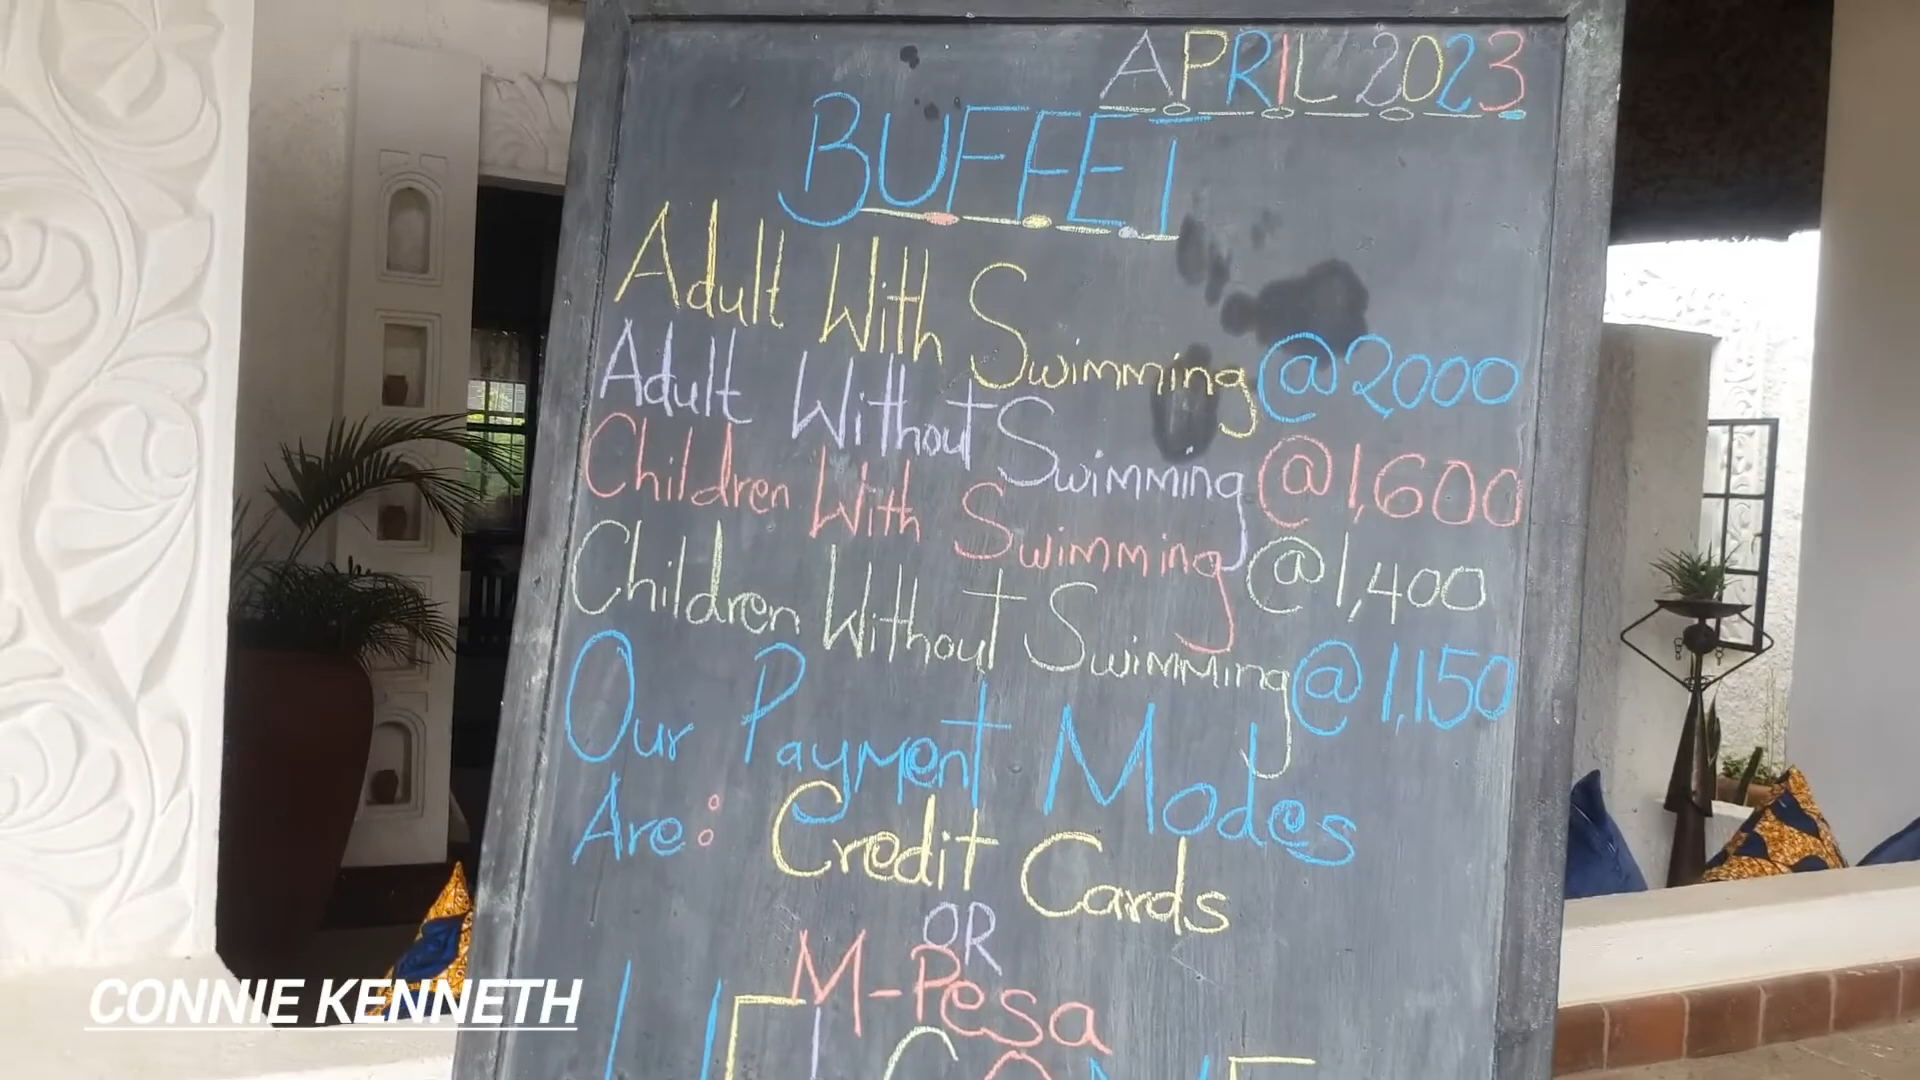 APRIL 2023
BUFFET
Adult With Swimming @2000
Adult Without Swimming @1,600
Children With Swimming @1,400
Children Without Swimming @1,150
Our Payment Modes
Are: Credit Cards
OR
M-Pesa
WELCOME
CONNIE KENNETH